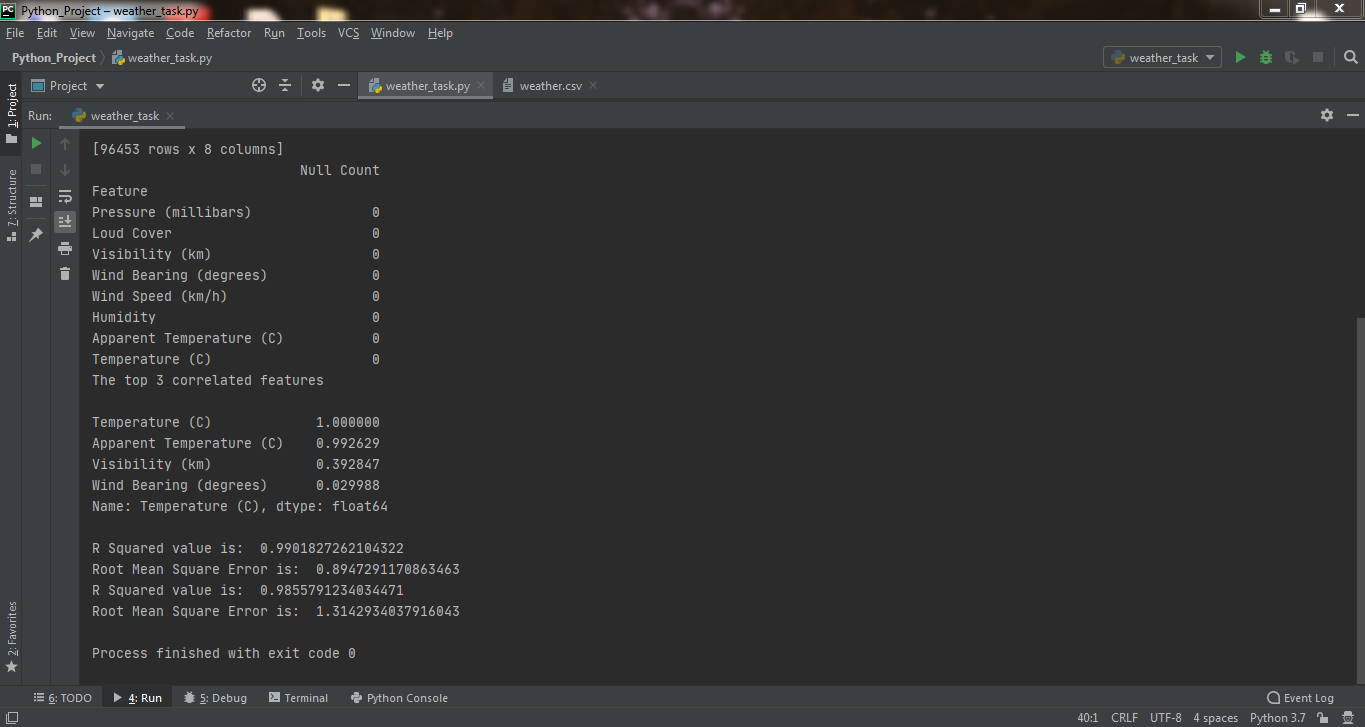 PC Python_Project – weather_task.py
File Edit View Navigate Code Refactor Run Tools VCS Window Help
Python_Project weather_task.py weather_task
1: Project
Project weather_task.py weather.csv
Run: weather_task
7: Structure
2: Favorites
[96453 rows x 8 columns]
Null Count
Feature
Pressure (millibars) 0
Loud Cover 0
Visibility (km) 0
Wind Bearing (degrees) 0
Wind Speed (km/h) 0
Humidity 0
Apparent Temperature (C) 0
Temperature (C) 0
The top 3 correlated features
Temperature (C) 1.000000
Apparent Temperature (C) 0.992629
Visibility (km) 0.392847
Wind Bearing (degrees) 0.029988
Name: Temperature (C), dtype: float64
R Squared value is:  0.9901827262104322
Root Mean Square Error is:  0.8947291170863463
R Squared value is:  0.9855791234034471
Root Mean Square Error is:  1.3142934037916043
Process finished with exit code 0
6: TODO 4: Run 5: Debug Terminal Python Console Event Log
40:1 CRLF UTF-8 4 spaces Python 3.7